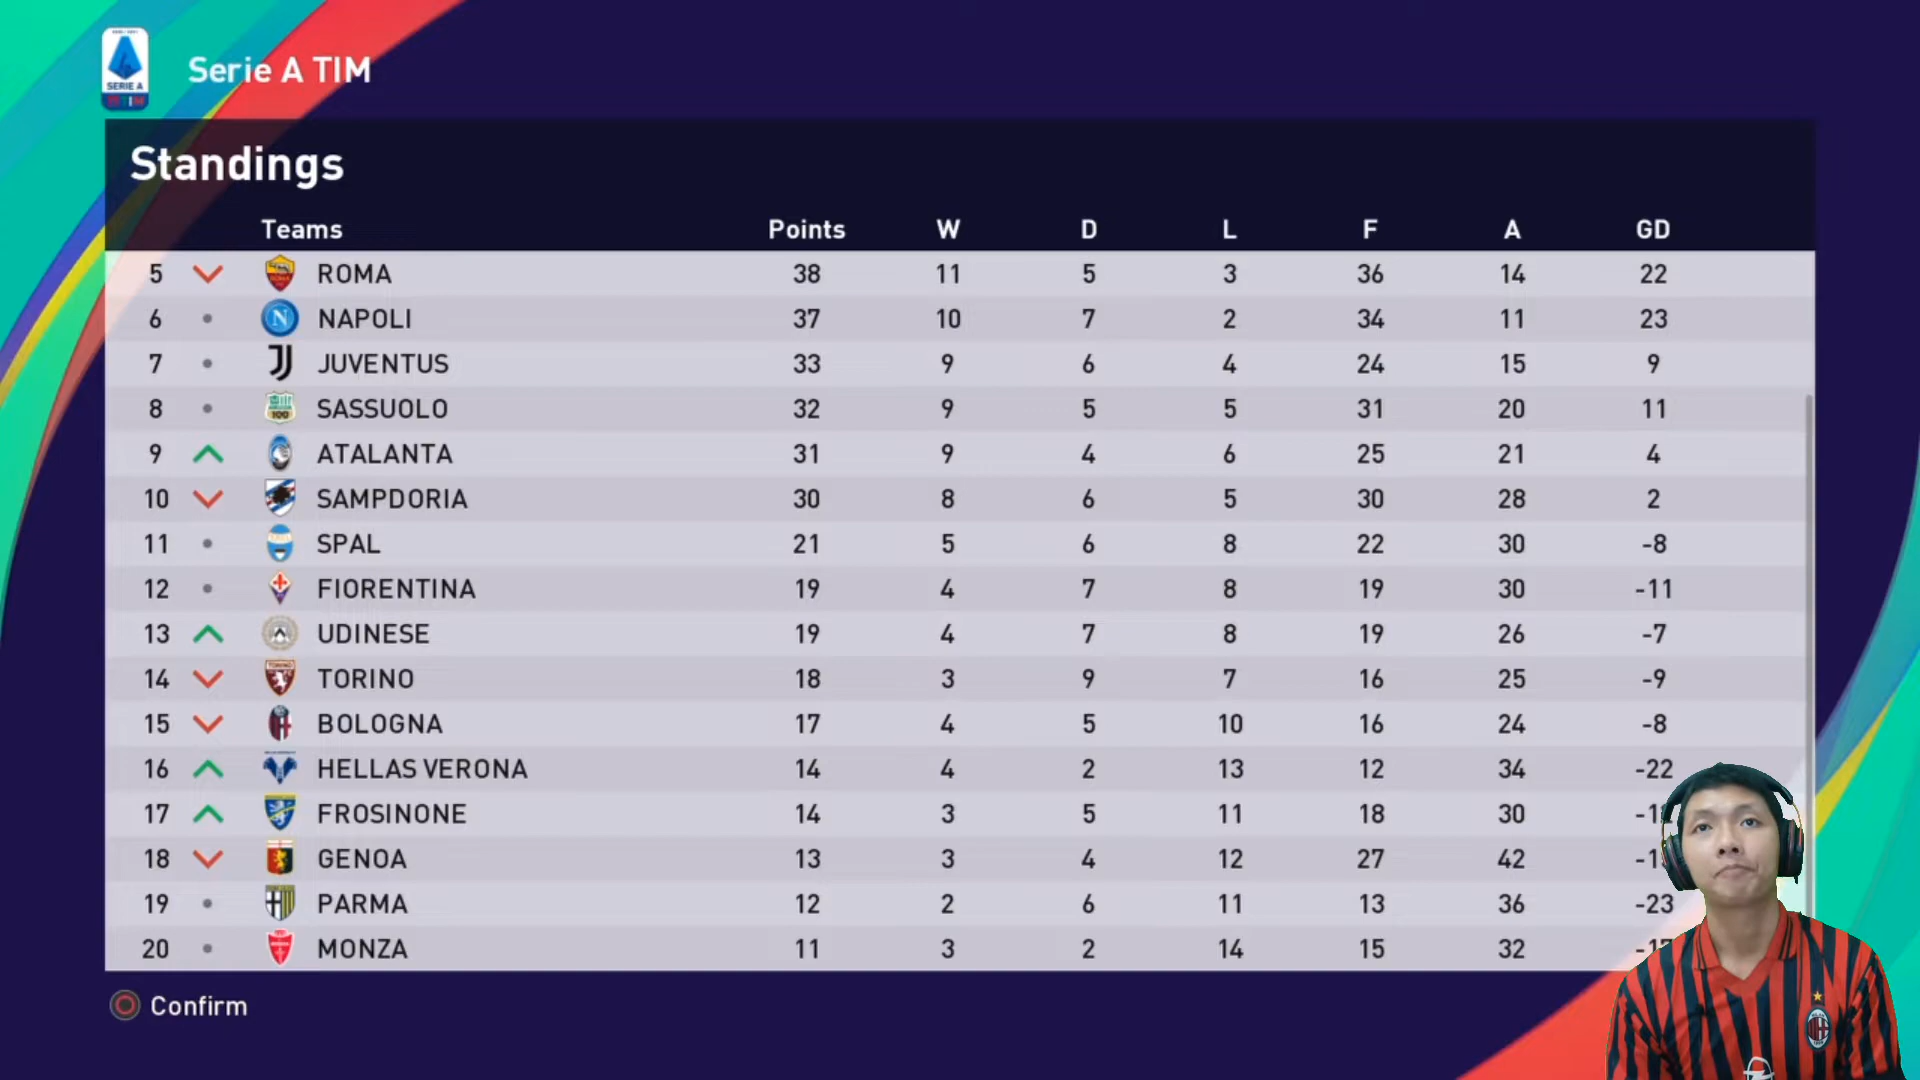 SERIE A
TIM
Serie A TIM
Standings
Teams Points W D L F A GD
5 ROMA 38 11 5 3 36 14 22
6 NAPOLI 37 10 7 2 34 11 23
7 JUVENTUS 33 9 6 4 24 15 9
8 SASSUOLO 32 9 5 5 31 20 11
9 ATALANTA 31 9 4 6 25 21 4
10 SAMPDORIA 30 8 6 5 30 28 2
11 SPAL 21 5 6 8 22 30 -8
12 FIORENTINA 19 4 7 8 19 30 -11
13 UDINESE 19 4 7 8 19 26 -7
14 TORINO 18 3 9 7 16 25 -9
15 BOLOGNA 17 4 5 10 16 24 -8
16 HELLAS VERONA 14 4 2 13 12 34 -22
17 FROSINONE 14 3 5 11 18 30
18 GENOA 13 3 4 12 27 42
19 PARMA 12 2 6 11 13 36 -23
20 MONZA 11 3 2 14 15 32
Confirm